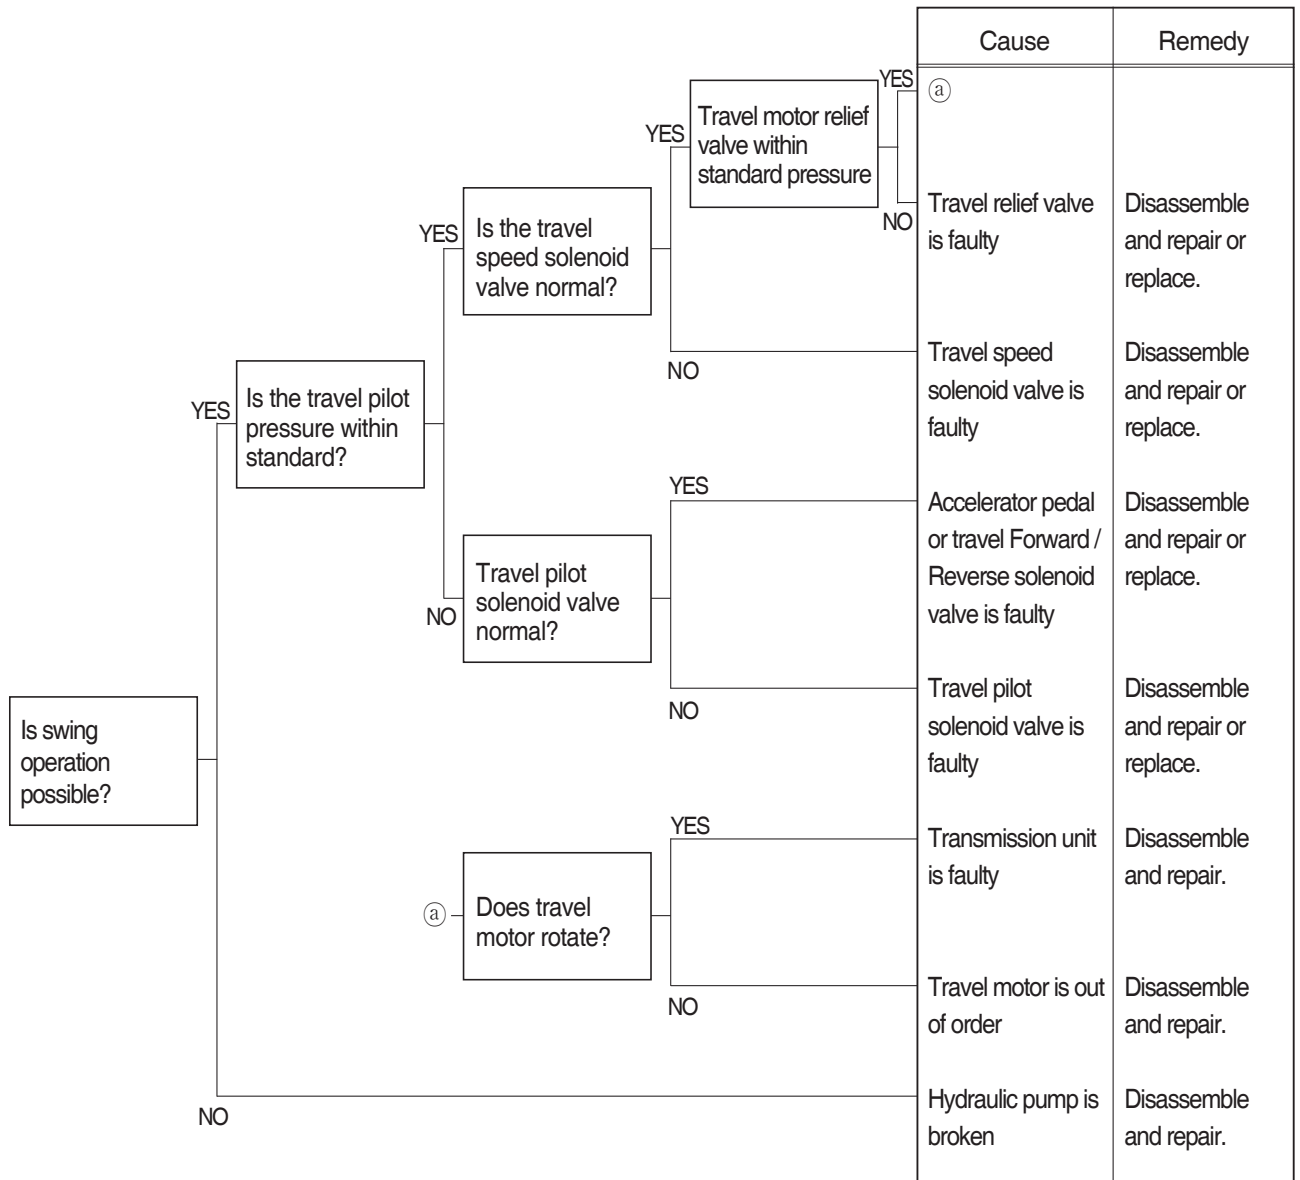 Cause
Remedy
YES
ⓐ
Travel motor relief
valve within
standard pressure
YES
NO
Travel relief valve
is faulty
Disassemble
and repair or
replace.
YES
Is the travel
speed solenoid
valve normal?
NO
Travel speed
solenoid valve is
faulty
Disassemble
and repair or
replace.
YES
Is the travel pilot
pressure within
standard?
YES
Accelerator pedal
or travel Forward /
Reverse solenoid
valve is faulty
Disassemble
and repair or
replace.
NO
Travel pilot
solenoid valve
normal?
NO
Travel pilot
solenoid valve is
faulty
Disassemble
and repair or
replace.
Is swing
operation
possible?
YES
Transmission unit
is faulty
Disassemble
and repair.
ⓐ
Does travel
motor rotate?
NO
Travel motor is out
of order
Disassemble
and repair.
NO
Hydraulic pump is
broken
Disassemble
and repair.